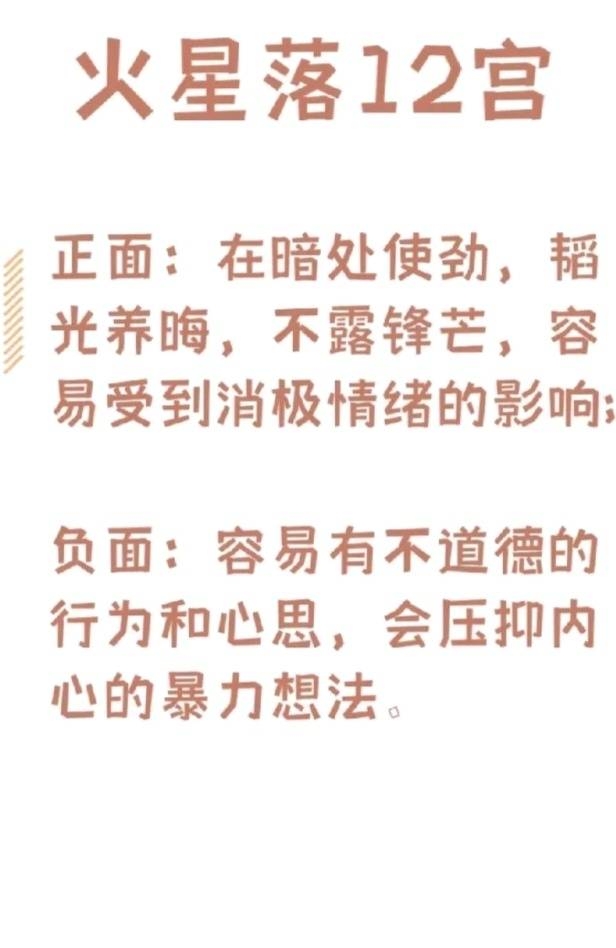 火星落12宫
正面：在暗处使劲，韬
光养晦，不露锋芒，容
易受到消极情绪的影响;
负面：容易有不道德的
行为和心思，会压抑内
心的暴力想法。